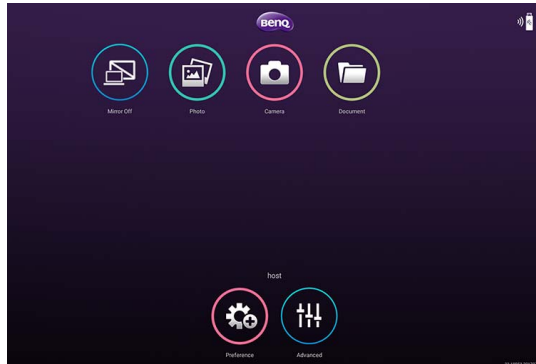 BenQ
Mirror Off
Photo
Camera
Document
host
Preference
Advanced